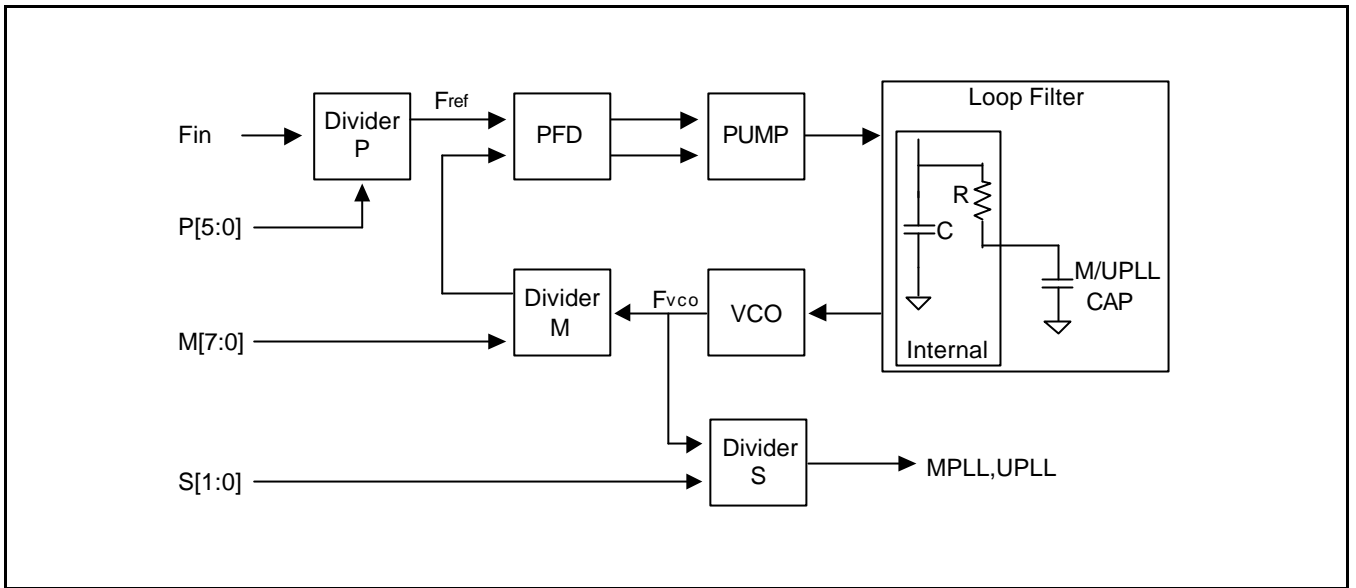 Loop Filter
Fref
Fin
Divider
P
PFD
PUMP
R
C
P[5:0]
M/UPLL
CAP
Divider
M
Fvco
VCO
Internal
M[7:0]
Divider
S
S[1:0]
MPLL,UPLL